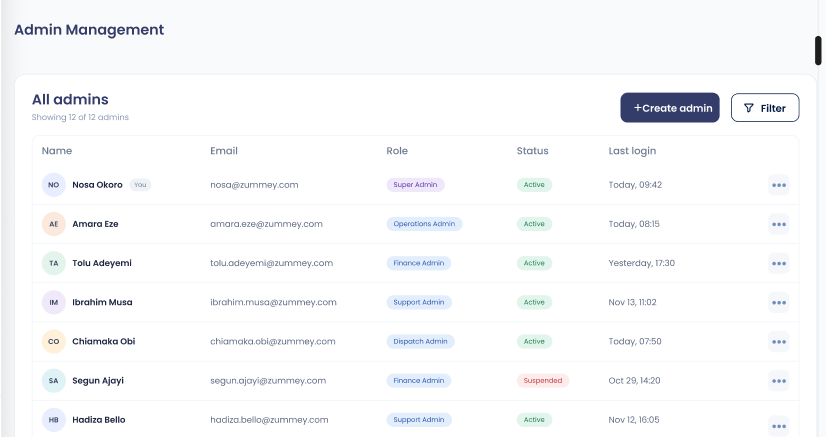 Admin Management
All admins
Showing 12 of 12 admins
+Create admin
Filter
Name Email Role Status Last login
NO Nosa Okoro You nosa@zummey.com Super Admin Active Today, 09:42
AE Amara Eze amara.eze@zummey.com Operations Admin Active Today, 08:15
TA Tolu Adeyemi tolu.adeyemi@zummey.com Finance Admin Active Yesterday, 17:30
IM Ibrahim Musa ibrahim.musa@zummey.com Support Admin Active Nov 13, 11:02
CO Chiamaka Obi chiamaka.obi@zummey.com Dispatch Admin Active Today, 07:50
SA Segun Ajayi segun.ajayi@zummey.com Finance Admin Suspended Oct 29, 14:20
HB Hadiza Bello hadiza.bello@zummey.com Support Admin Active Nov 12, 16:05